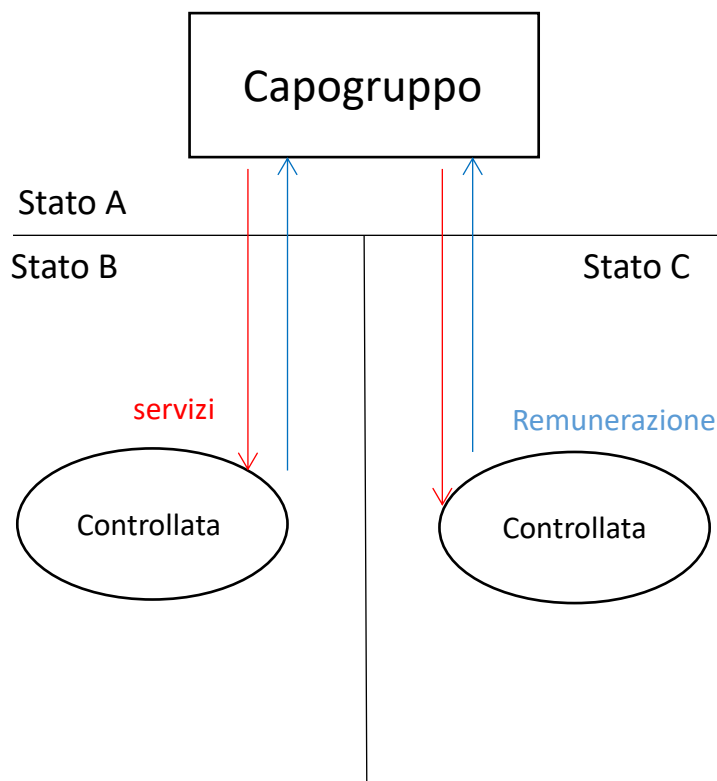 Capogruppo
Stato A
Stato B
Stato C
servizi
Remunerazione
Controllata
Controllata